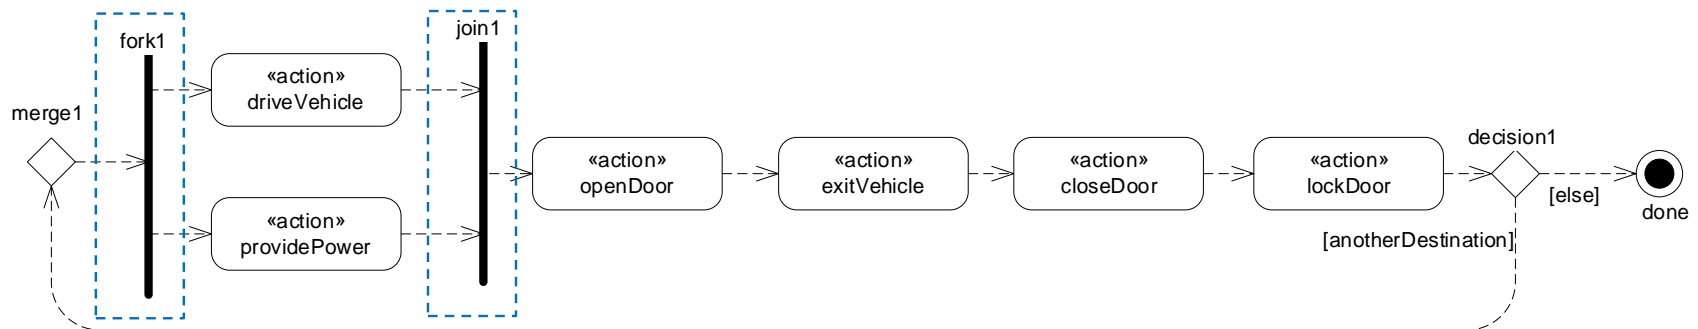 merge1
fork1
«action»
driveVehicle
«action»
providePower
join1
«action»
openDoor
«action»
exitVehicle
«action»
closeDoor
«action»
lockDoor
decision1
[else]
[anotherDestination]
done